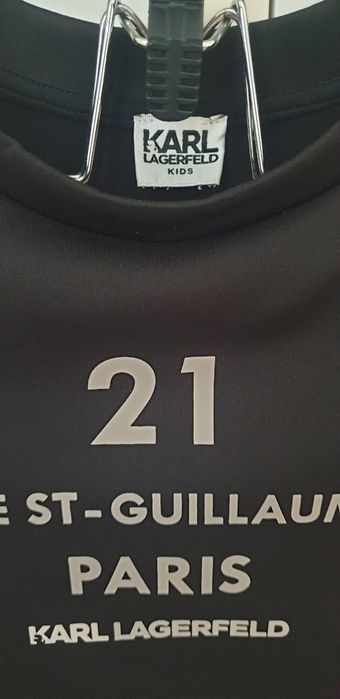 KARL
LAGERFELD
KIDS
21
E ST-GUILLAUM
PARIS
KARL LAGERFELD